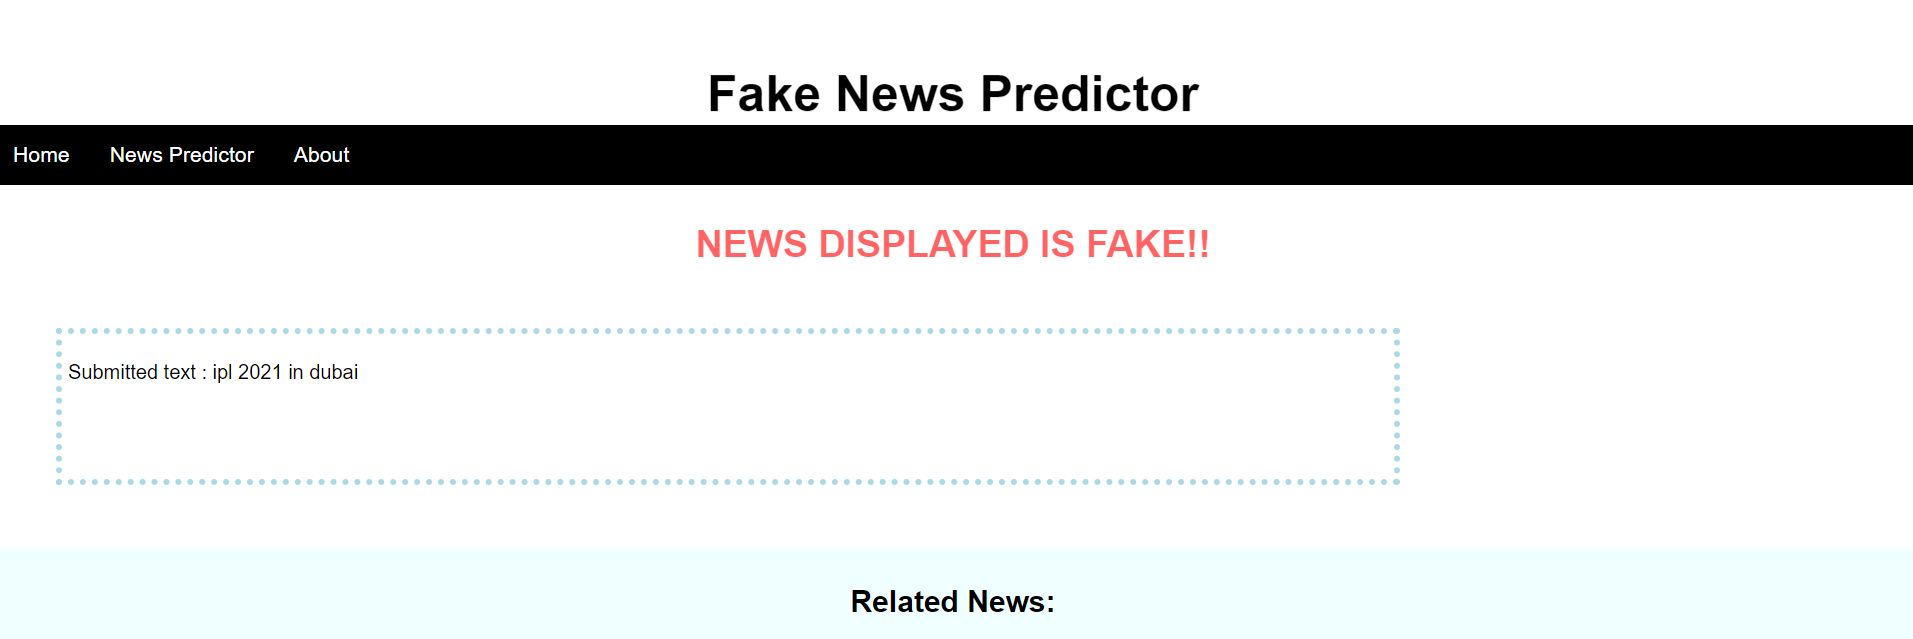 Fake News Predictor
Home News Predictor About
NEWS DISPLAYED IS FAKE!!
Submitted text : ipl 2021 in dubai
Related News: